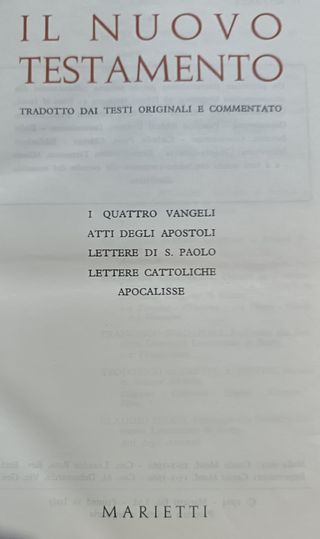 IL NUOVO
TESTAMENTO
TRADOTTO DAI TESTI ORIGINALI E COMMENTATO
I QUATTRO VANGELI
ATTI DEGLI APOSTOLI
LETTERE DI S. PAOLO
LETTERE CATTOLICHE
APOCALISSE
MARIETTI